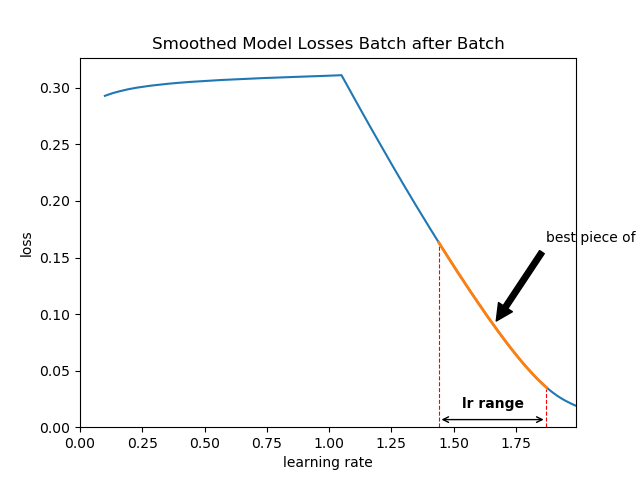 Smoothed Model Losses Batch after Batch
0.30
0.25
0.20
0.15
0.10
0.05
0.00
loss
best piece of
lr range
0.00 0.25 0.50 0.75 1.00 1.25 1.50 1.75
learning rate